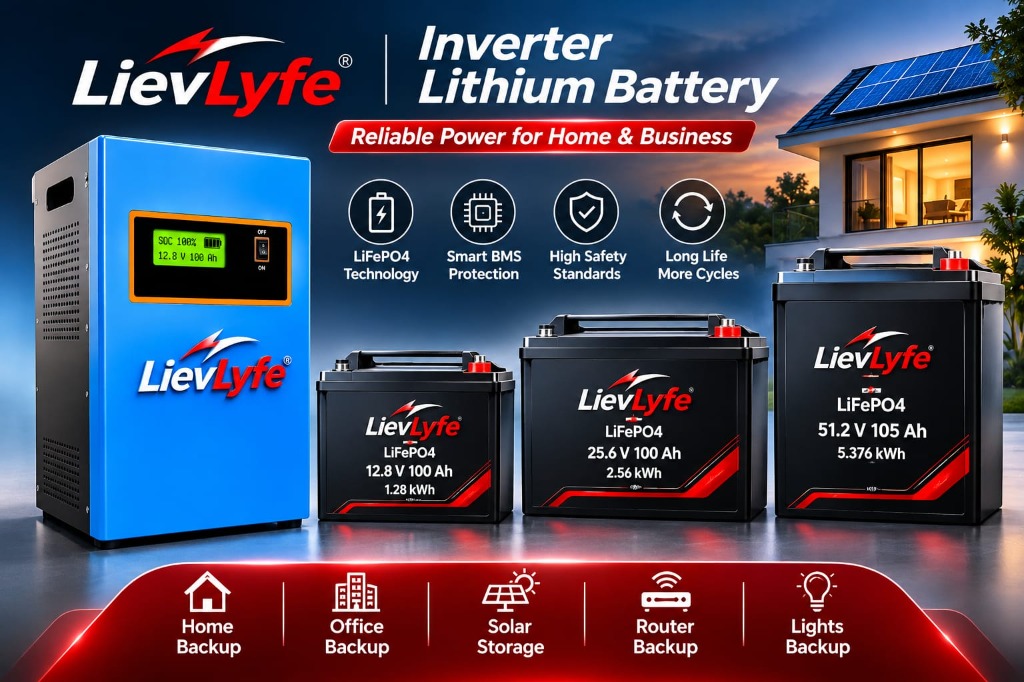 LievLyfe®
Inverter
Lithium Battery
Reliable Power for Home & Business
LiFePO4
Technology
Smart BMS
Protection
High Safety
Standards
Long Life
More Cycles
SOC 100%
12.8 V 100 Ah
OFF
ON
LievLyfe®
LievLyfe®
LiFePO4
12.8 V 100 Ah
1.28 kWh
LievLyfe®
LiFePO4
25.6 V 100 Ah
2.56 kWh
LievLyfe®
LiFePO4
51.2 V 105 Ah
5.376 kWh
Home
Backup
Office
Backup
Solar
Storage
Router
Backup
Lights
Backup